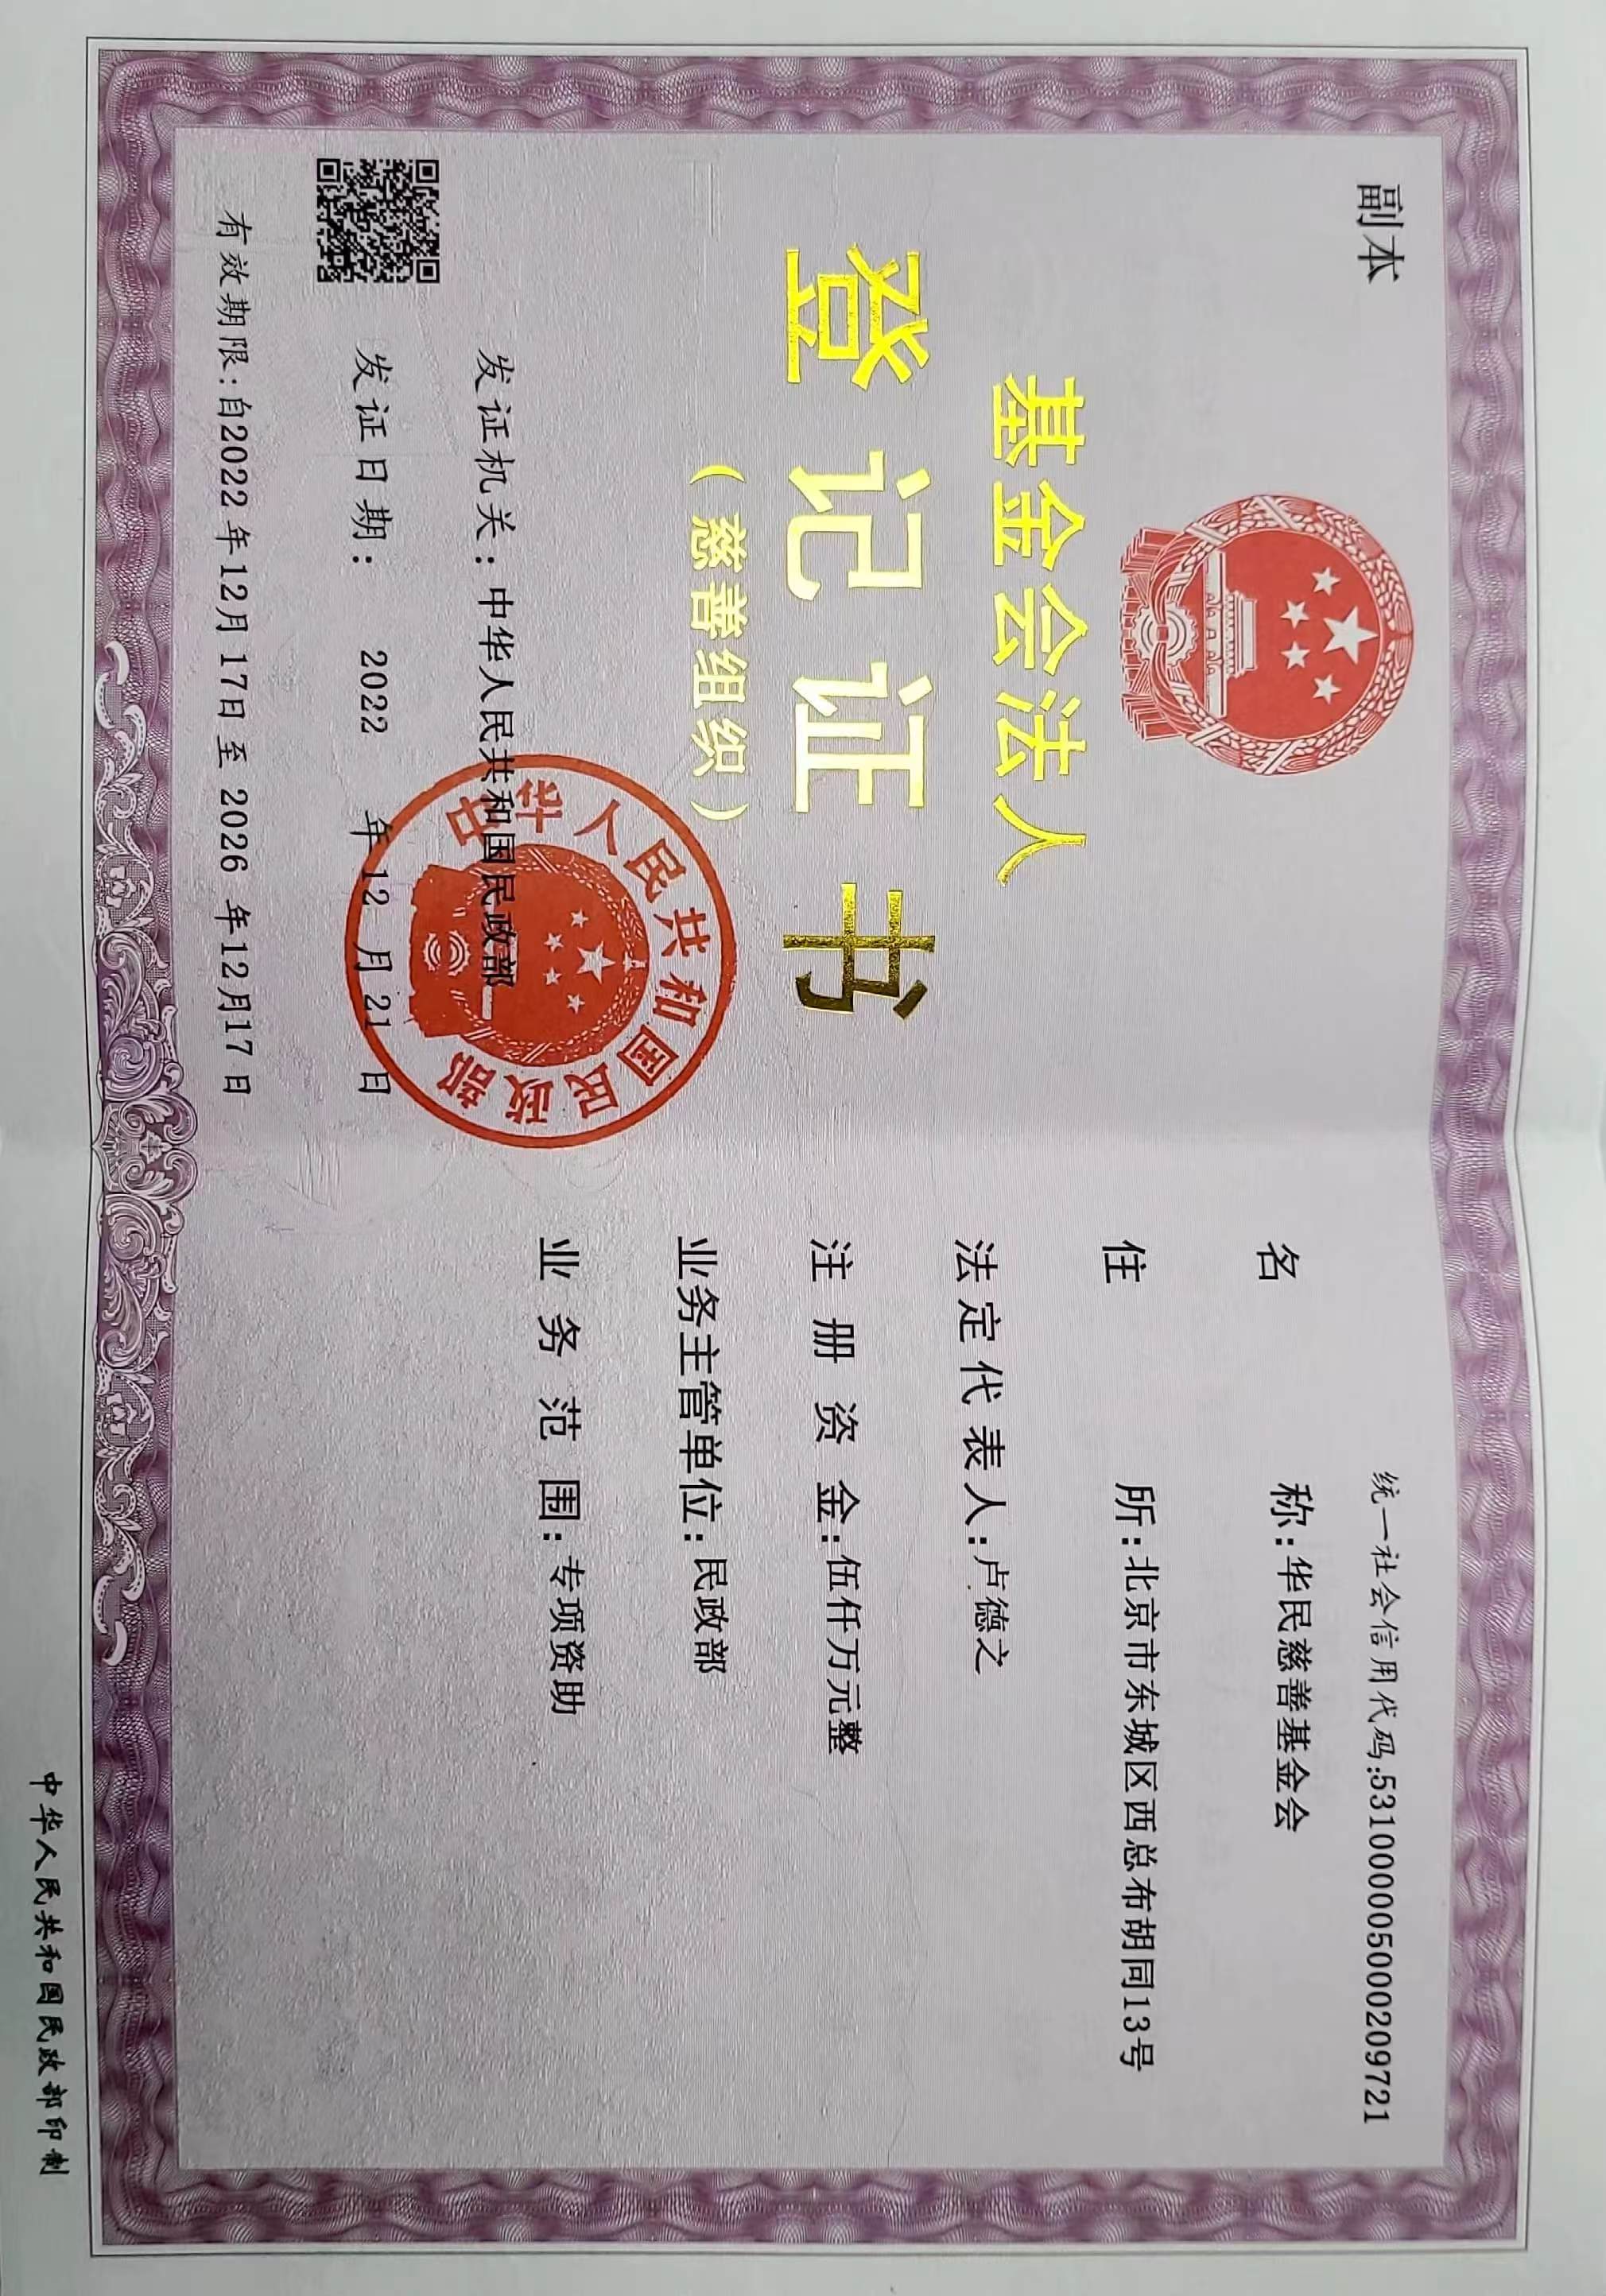 副本
基金会法人
登记证书
（慈善组织）
发证机关：中华人民共和国民政部
发证日期： 2022 年 12 月 21 日
有效期限：自2022 年12月 17日 至 2026 年12月17 日
中华人民共和国民政部
统一社会信用代码:531000005000209721
名称：华民慈善基金会
住所：北京市东城区西总布胡同13号
法定代表人：卢德之
注册资金：伍仟万元整
业务主管单位：民政部
业务范围：专项资助
中华人民共和国民政部印制